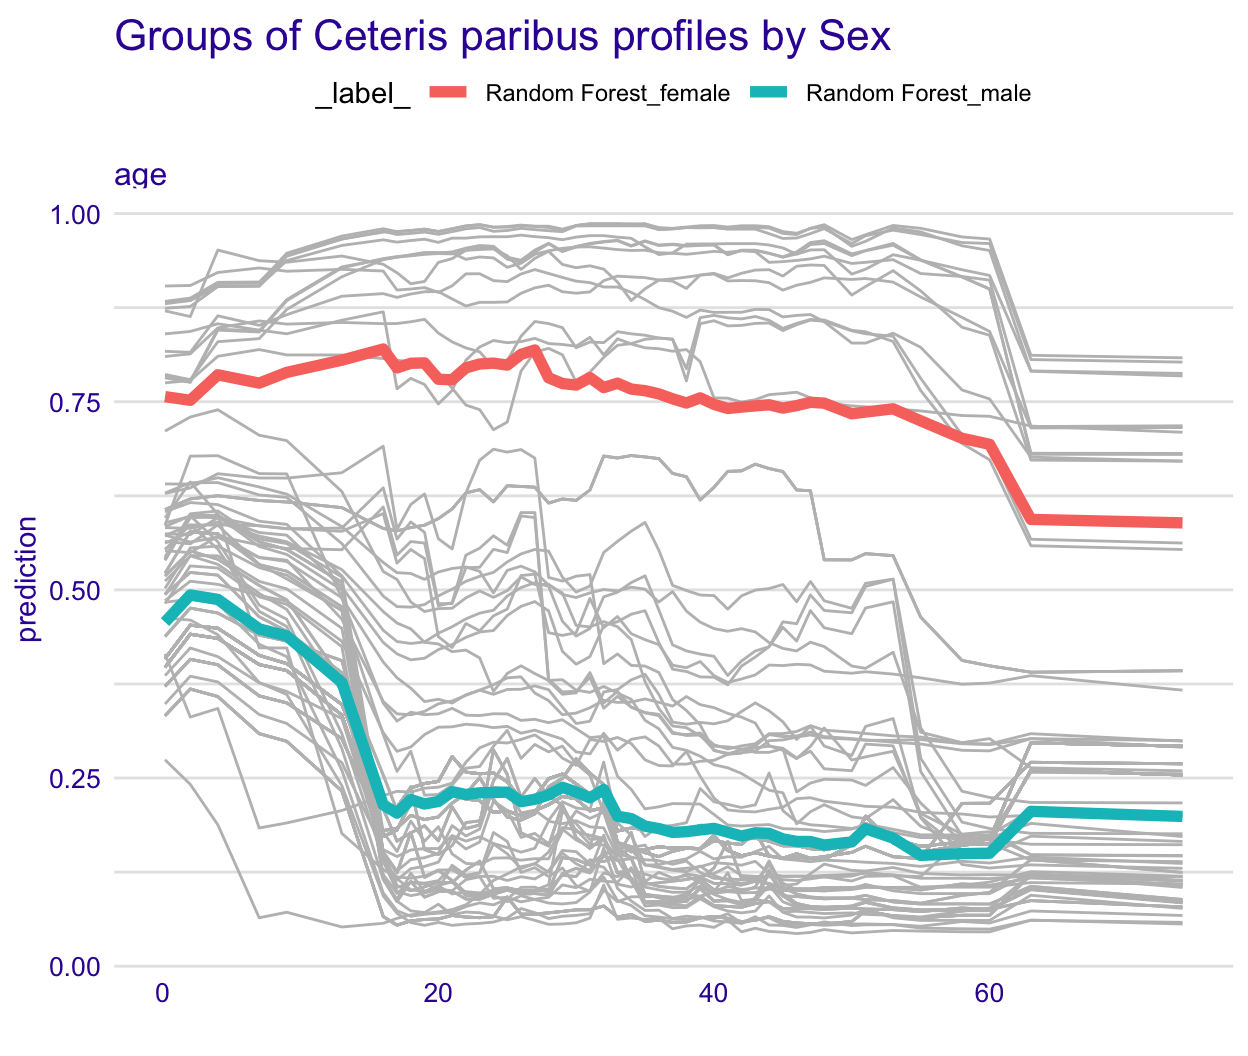 Groups of Ceteris paribus profiles by Sex
_label_ Random Forest_female Random Forest_male
age
1.00
0.75
0.50
0.25
0.00
prediction
0 20 40 60